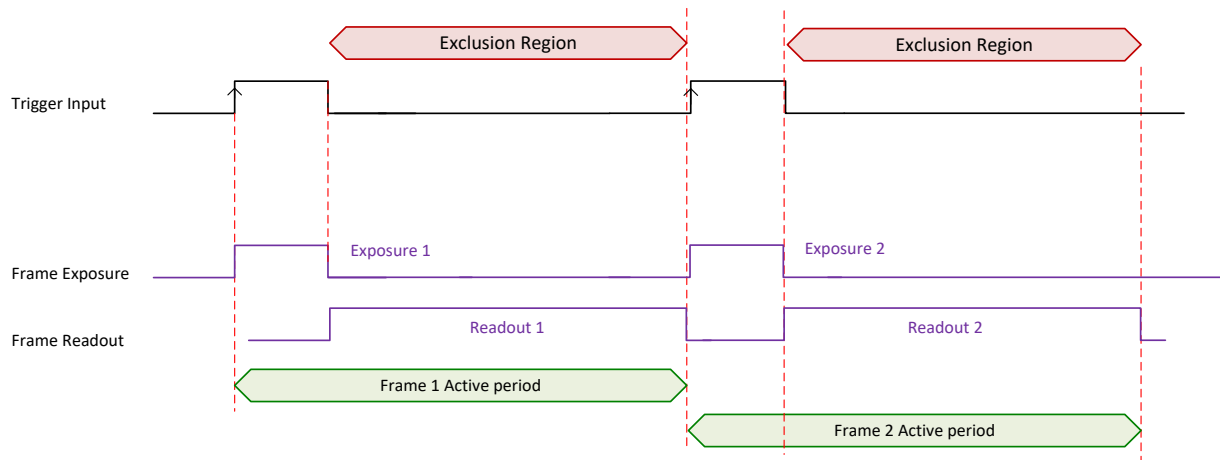 Exclusion Region
Exclusion Region
Trigger Input
Exposure 1
Exposure 2
Frame Exposure
Readout 1
Readout 2
Frame Readout
Frame 1 Active period
Frame 2 Active period